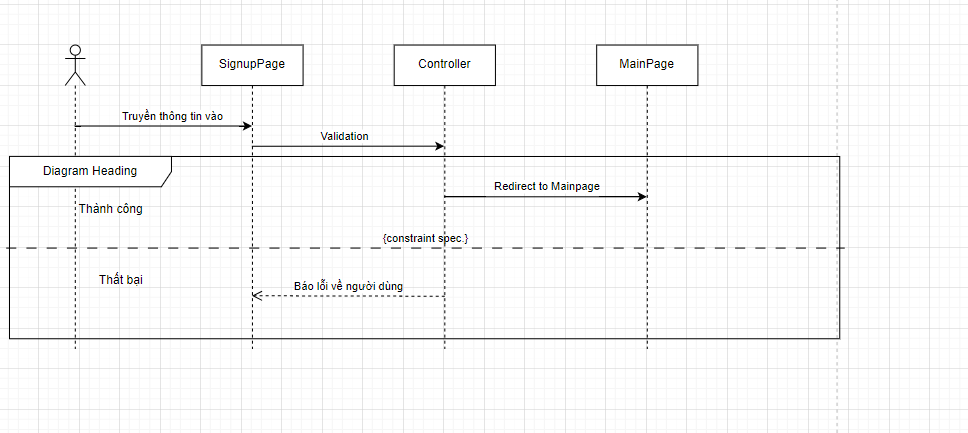 SignupPage
Controller
MainPage
Truyền thông tin vào
Validation
Diagram Heading
Redirect to Mainpage
Thành công
{constraint spec.}
Thất bại
Báo lỗi về người dùng